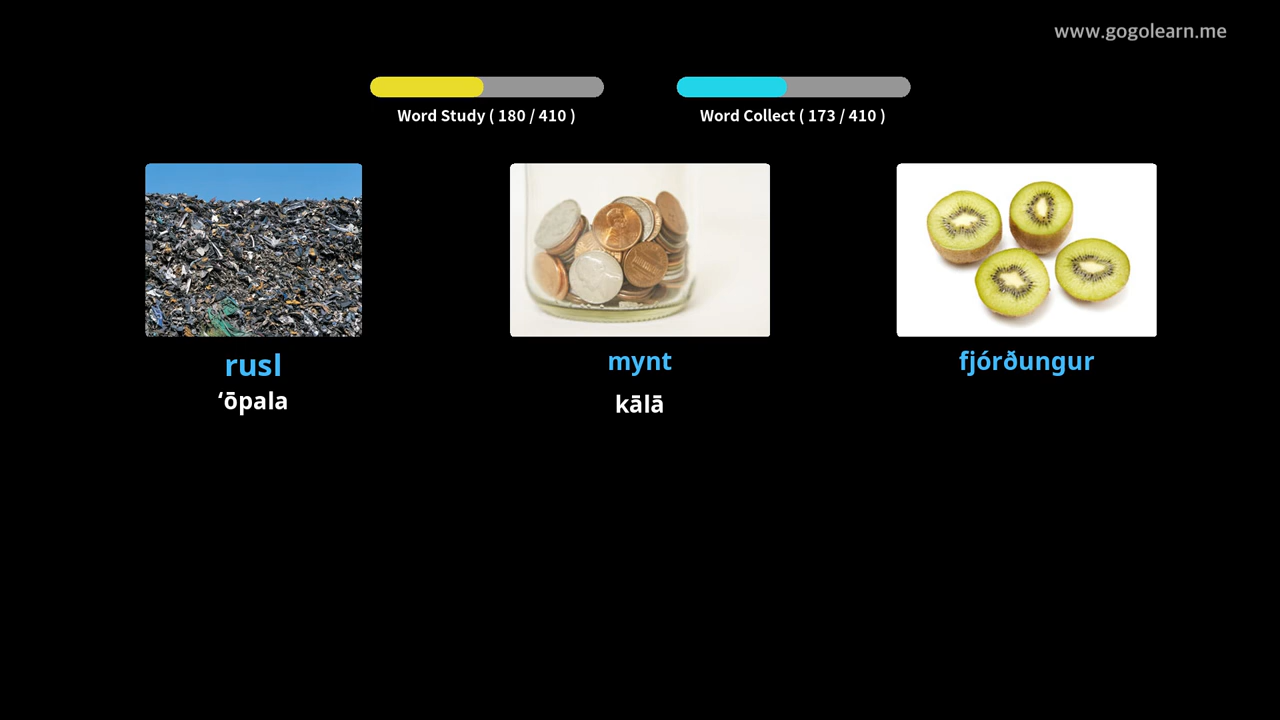 www.gogolearn.me
Word Study ( 180 / 410 )
Word Collect ( 173 / 410 )
rusl
mynt
fjórðungur
ʻōpala
kālā